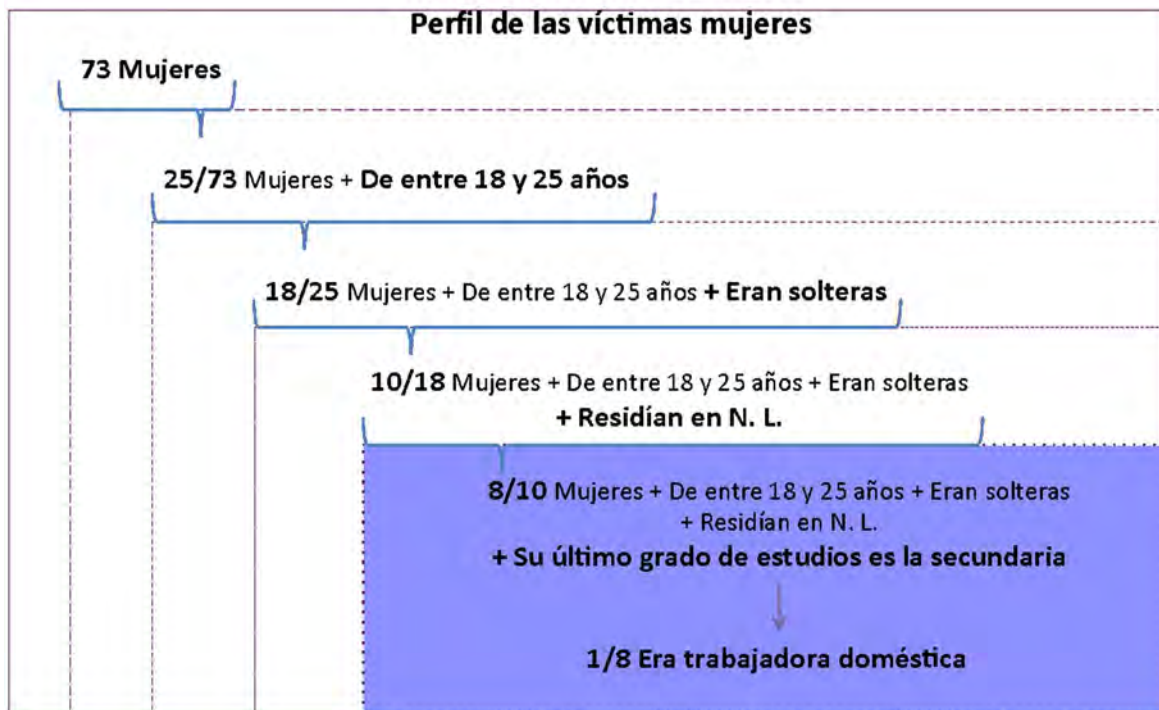 Perfil de las víctimas mujeres
73 Mujeres
25/73 Mujeres + De entre 18 y 25 años
18/25 Mujeres + De entre 18 y 25 años + Eran solteras
10/18 Mujeres + De entre 18 y 25 años + Eran solteras
+ Residían en N. L.
8/10 Mujeres + De entre 18 y 25 años + Eran solteras
+ Residían en N. L.
+ Su último grado de estudios es la secundaria
1/8 Era trabajadora doméstica